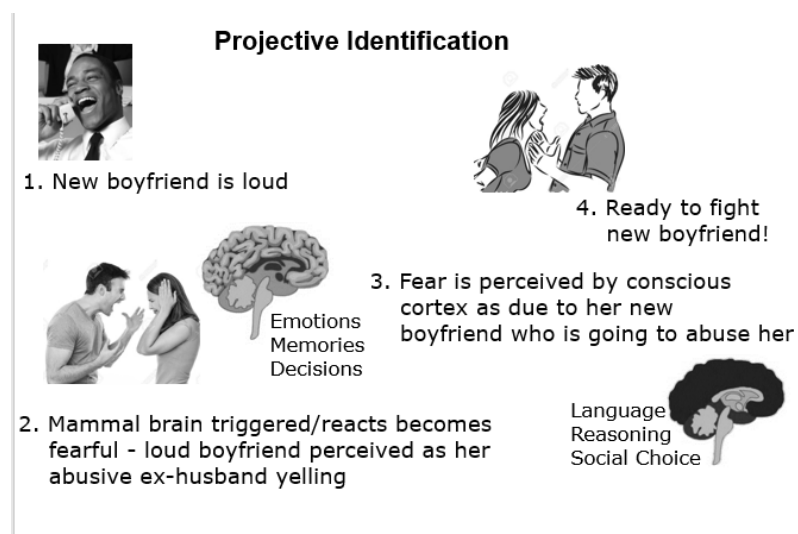 Projective Identification
1. New boyfriend is loud
2. Mammal brain triggered/reacts becomes
fearful - loud boyfriend perceived as her
abusive ex-husband yelling
Emotions
Memories
Decisions
3. Fear is perceived by conscious
cortex as due to her new
boyfriend who is going to abuse her
Language
Reasoning
Social Choice
4. Ready to fight
new boyfriend!